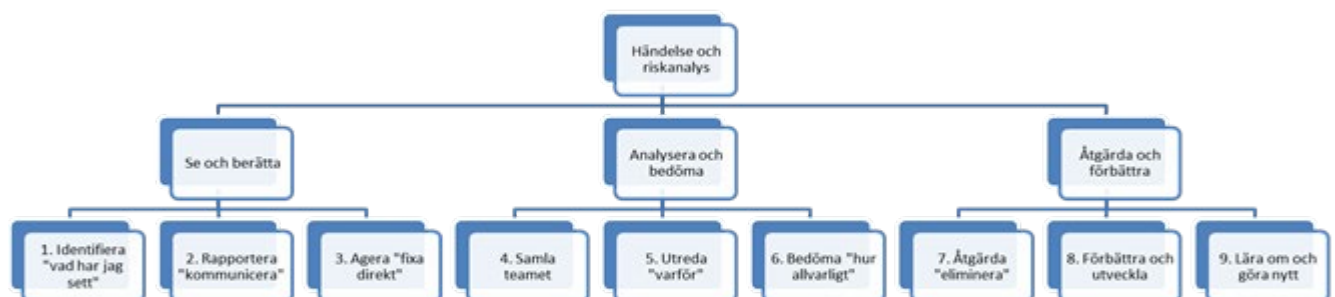 Händelse och
riskanalys
Se och berätta
Analysera och
bedöma
Åtgärda och
förbättra
1. Identifiera
"vad har jag
sett"
2. Rapportera
"kommunicera"
3. Agera "fixa
direkt"
4. Samla
teamet
5. Utreda
"varför"
6. Bedöma "hur
allvarligt"
7. Åtgärda
"eliminera"
8. Förbättra och
utveckla
9. Lära om och
göra nytt